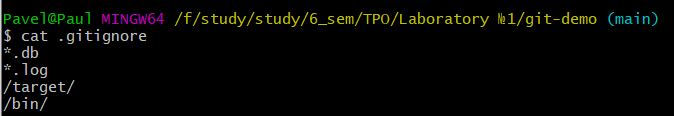 Pavel@Paul MINGW64 /f/study/study/6_sem/TPO/Laboratory №1/git-demo (main)
$ cat .gitignore
*.db
*.log
/target/
/bin/